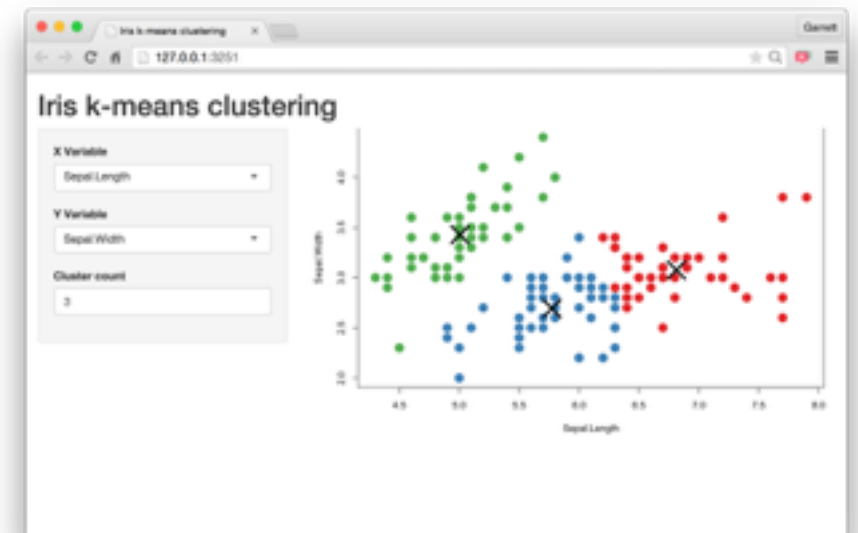 Iris k-means clustering
Garrett
127.0.0.1:3251
Iris k-means clustering
X Variable
Sepal.Length
Y Variable
Sepal.Width
Cluster count
3
Sepal.Width
4.0
3.5
3.0
2.5
2.0
4.5 5.0 5.5 6.0 6.5 7.0 7.5 8.0
Sepal.Length